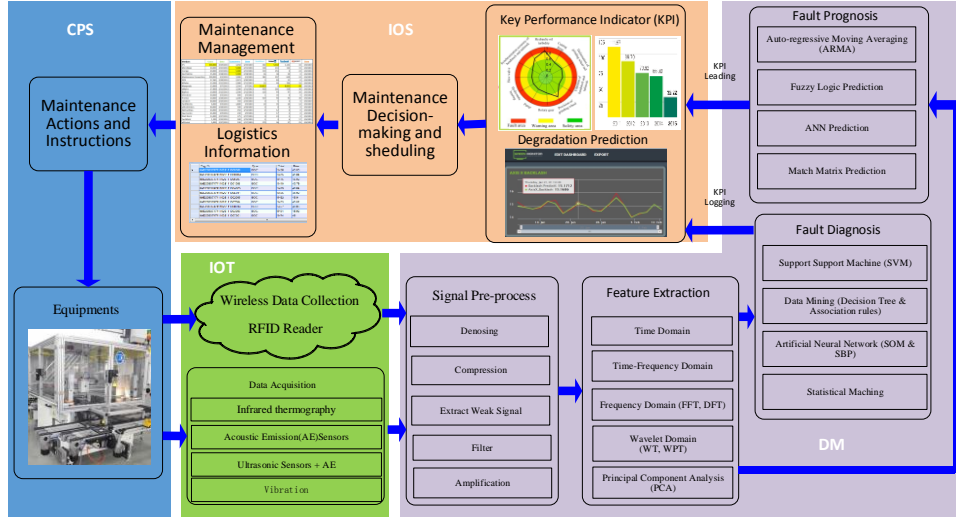 CPS
IOS
Maintenance
Management
Logistics
Information
Maintenance
Actions and
Instructions
Maintenance
Decision-
making and
sheduling
Key Performance Indicator (KPI)
Degradation Prediction
KPI
Leading
KPI
Logging
Fault Prognosis
Auto-regressive Moving Averaging
(ARMA)
Fuzzy Logic Prediction
ANN Prediction
Match Matrix Prediction
Fault Diagnosis
Support Support Machine (SVM)
Data Mining (Decision Tree &
Association rules)
Artificial Neural Network (SOM &
SBP)
Statistical Maching
DM
Equipments
IOT
Wireless Data Collection
RFID Reader
Data Acquisition
Infrared thermography
Acoustic Emission(AE)Sensors
Ultrasonic Sensors + AE
Vibration
Signal Pre-process
Denosing
Compression
Extract Weak Signal
Filter
Amplification
Feature Extraction
Time Domain
Time-Frequency Domain
Frequency Domain (FFT, DFT)
Wavelet Domain
(WT, WPT)
Principal Component Analysis
(PCA)